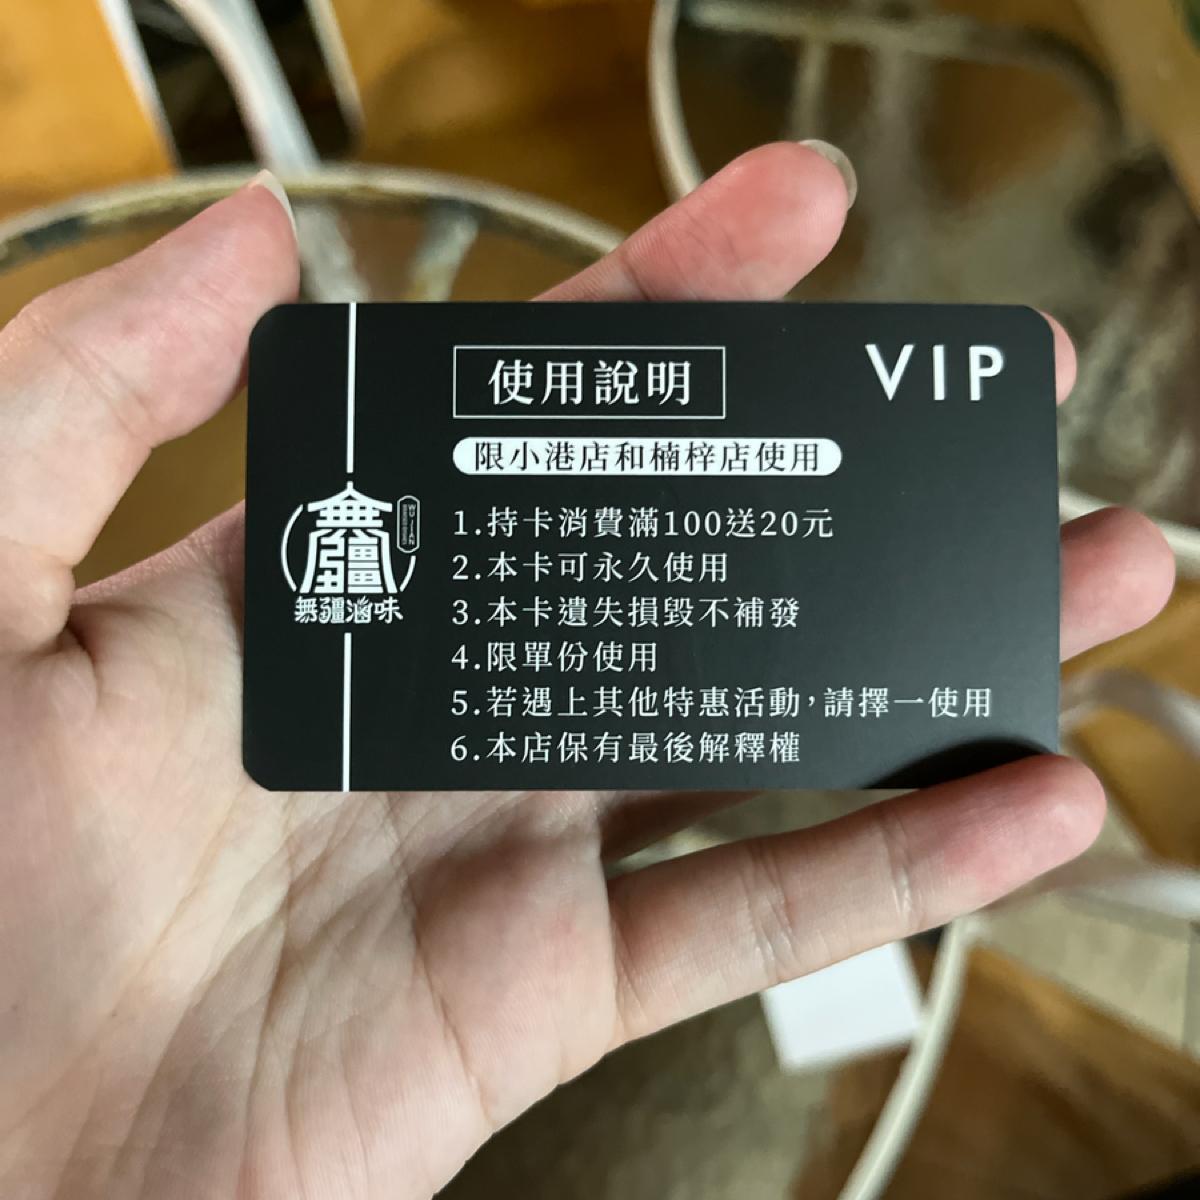 使用說明
VIP
限小港店和楠梓店使用
1.持卡消費滿100送20元
2.本卡可永久使用
3.本卡遺失損毀不補發
4.限單份使用
5.若遇上其他特惠活動，請擇一使用
6.本店保有最後解釋權
無疆
WU JIAN
無疆滷味